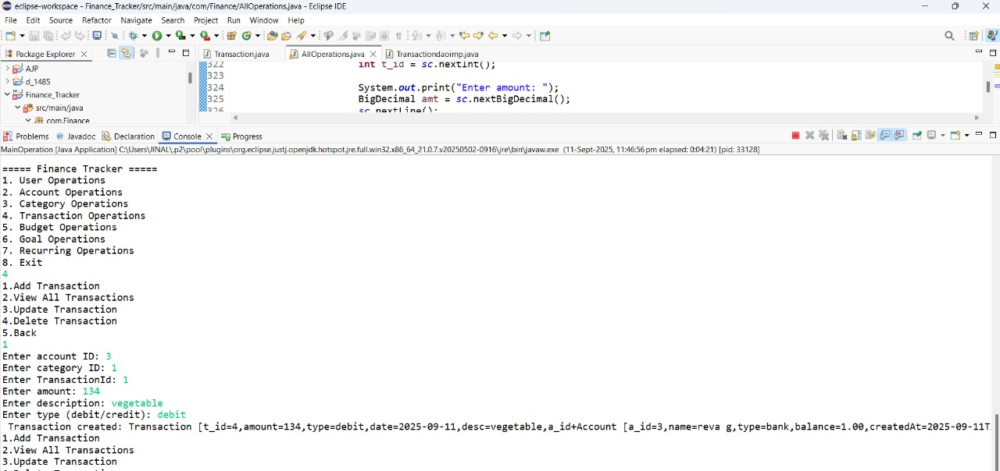 eclipse-workspace - Finance_Tracker/src/main/java/com/Finance/AllOperations.java - Eclipse IDE
File Edit Source Refactor Navigate Search Project Run Window Help
Package Explorer
Transaction.java AllOperations.java Transactiondaoimp.java
AJP
d_1485
Finance_Tracker
src/main/java
com.Finance
322 int t_id = sc.nextInt();
323
324 System.out.print("Enter amount: ");
325 BigDecimal amt = sc.nextBigDecimal();
326 sc.nextLine();
Problems Javadoc Declaration Console Progress
MainOperation [Java Application] C:\Users\JINAL\.p2\pool\plugins\org.eclipse.justj.openjdk.hotspot.jre.full.win32.x86_64_21.0.7.v20250502-0916\jre\bin\javaw.exe (11-Sept-2025, 11:46:56 pm elapsed: 0:04:21) [pid: 33128]
===== Finance Tracker =====
1. User Operations
2. Account Operations
3. Category Operations
4. Transaction Operations
5. Budget Operations
6. Goal Operations
7. Recurring Operations
8. Exit
4
1.Add Transaction
2.View All Transactions
3.Update Transaction
4.Delete Transaction
5.Back
1
Enter account ID: 3
Enter category ID: 1
Enter TransactionId: 1
Enter amount: 134
Enter description: vegetable
Enter type (debit/credit): debit
Transaction created: Transaction [t_id=4,amount=134,type=debit,date=2025-09-11,desc=vegetable,a_id+Account [a_id=3,name=reva g,type=bank,balance=1.00,createdAt=2025-09-11T
1.Add Transaction
2.View All Transactions
3.Update Transaction